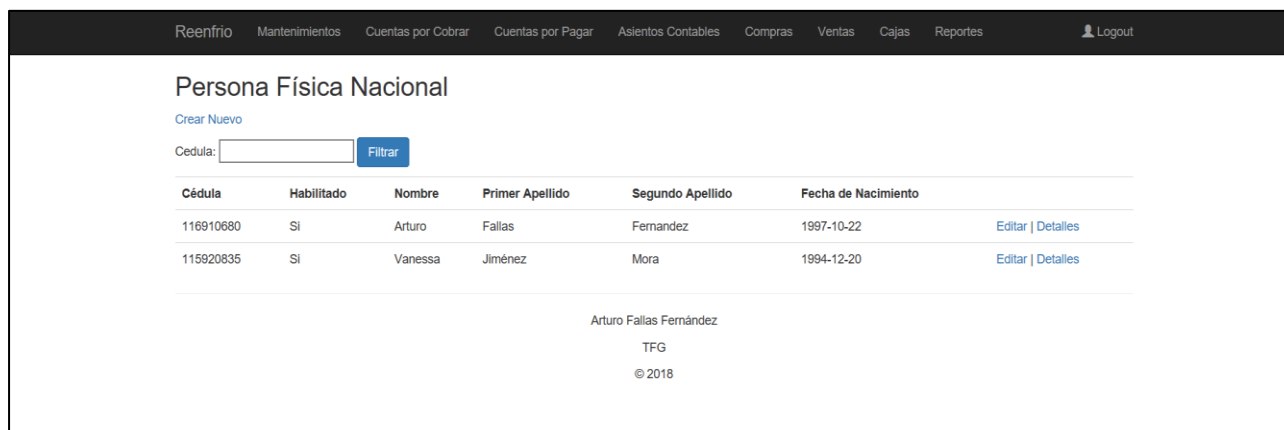 Reenfrio Mantenimientos Cuentas por Cobrar Cuentas por Pagar Asientos Contables Compras Ventas Cajas Reportes Logout
Persona Física Nacional
Crear Nuevo
Cedula: Filtrar
Cédula Habilitado Nombre Primer Apellido Segundo Apellido Fecha de Nacimiento
116910680 Si Arturo Fallas Fernandez 1997-10-22 Editar | Detalles
115920835 Si Vanessa Jiménez Mora 1994-12-20 Editar | Detalles
Arturo Fallas Fernández
TFG
© 2018